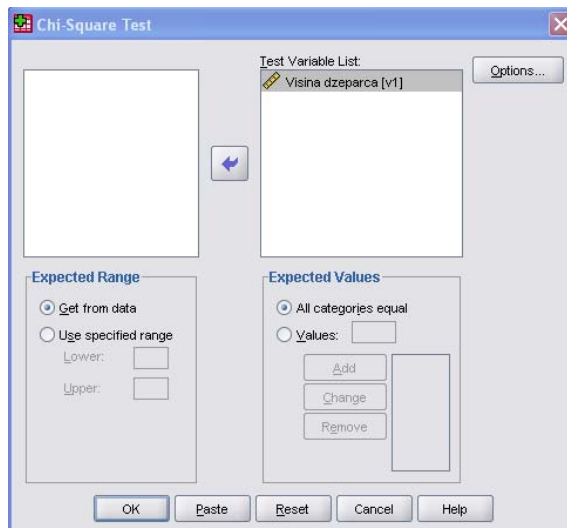 Chi-Square Test
Test Variable List:
Visina dzeparca [v1]
Options...
Expected Range
Get from data
Use specified range
Lower:
Upper:
Expected Values
All categories equal
Values:
Add
Change
Remove
OK
Paste
Reset
Cancel
Help